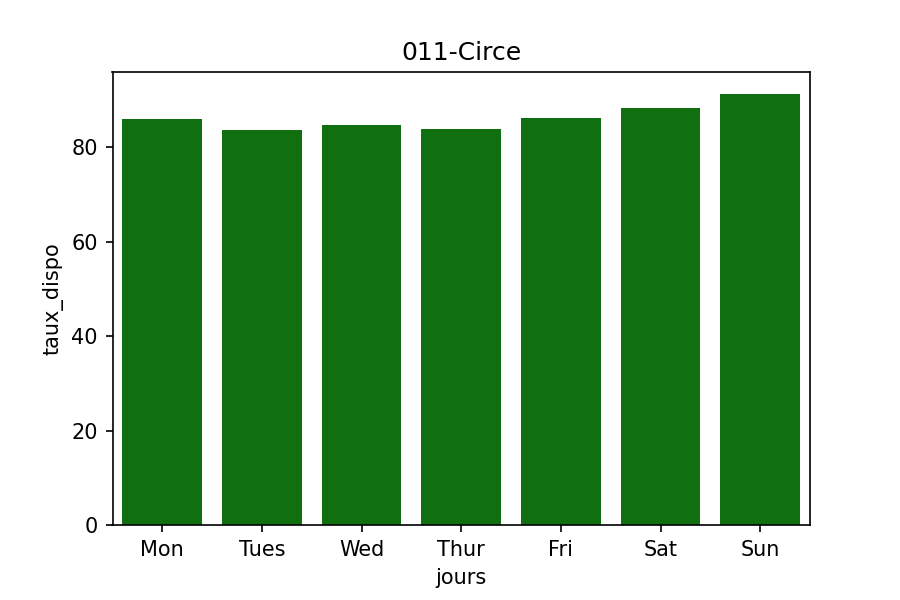 011-Circe
80
60
40
20
0
taux_dispo
Mon Tues Wed Thur Fri Sat Sun
jours